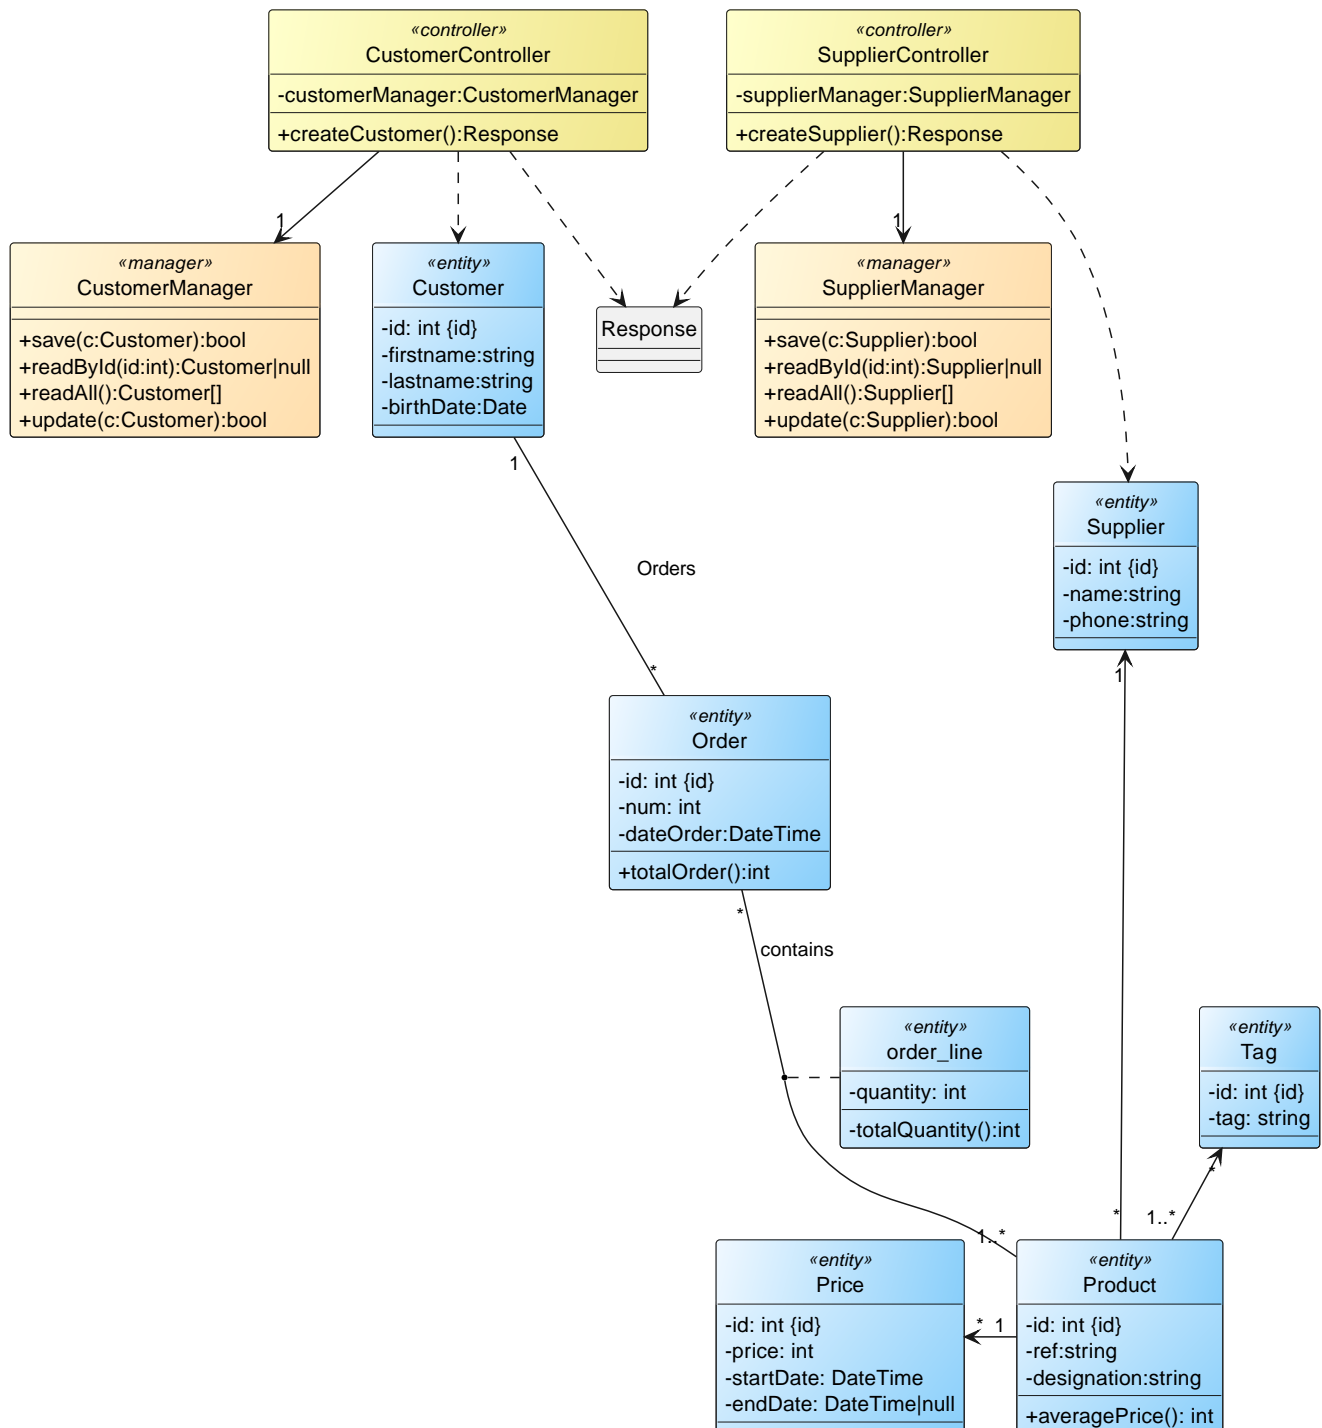 «controller»
CustomerController
-customerManager:CustomerManager
+createCustomer():Response
«controller»
SupplierController
-supplierManager:SupplierManager
+createSupplier():Response
1
1
«manager»
CustomerManager
+save(c:Customer):bool
+readById(id:int):Customer|null
+readAll():Customer[]
+update(c:Customer):bool
«entity»
Customer
-id: int {id}
-firstname:string
-lastname:string
-birthDate:Date
Response
«manager»
SupplierManager
+save(c:Supplier):bool
+readById(id:int):Supplier|null
+readAll():Supplier[]
+update(c:Supplier):bool
1
Orders
*
«entity»
Supplier
-id: int {id}
-name:string
-phone:string
1
«entity»
Order
-id: int {id}
-num: int
-dateOrder:DateTime
+totalOrder():int
*
contains
«entity»
order_line
-quantity: int
-totalQuantity():int
«entity»
Tag
-id: int {id}
-tag: string
*
*
1..*
1..*
«entity»
Price
-id: int {id}
-price: int
-startDate: DateTime
-endDate: DateTime|null
* 1
«entity»
Product
-id: int {id}
-ref:string
-designation:string
+averagePrice(): int